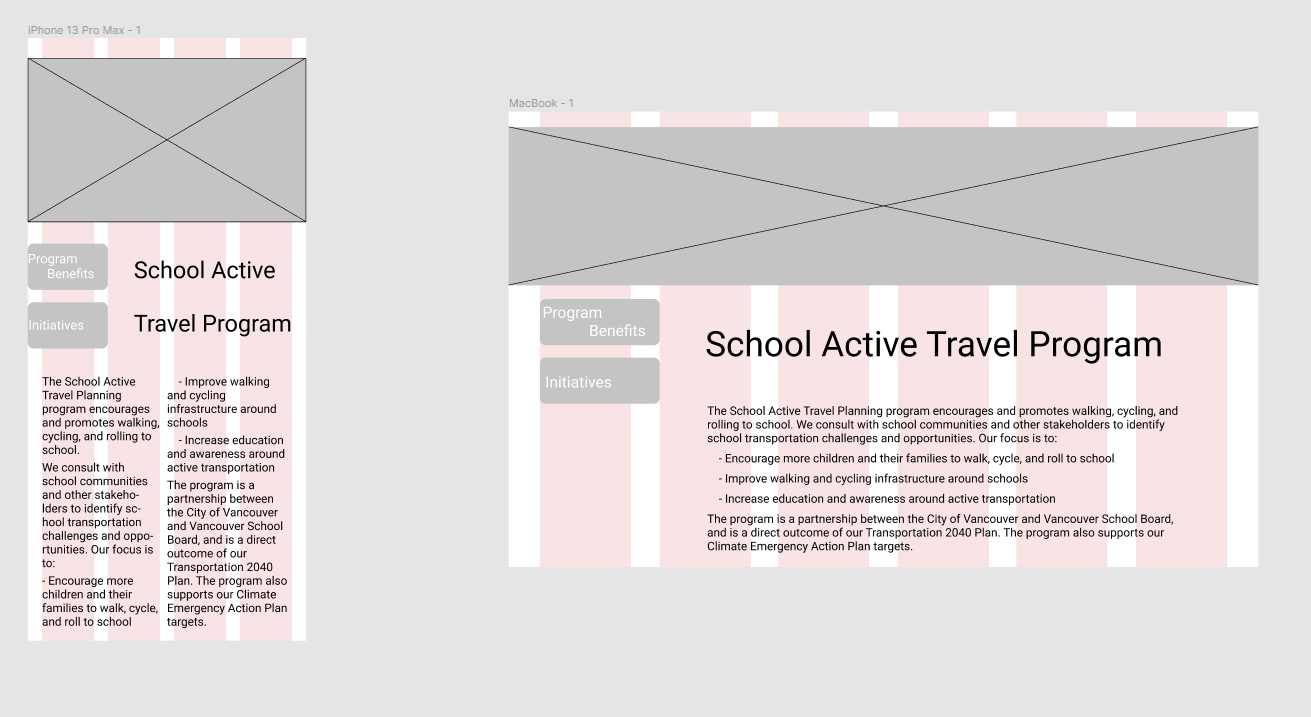 iPhone 13 Pro Max - 1
Program
Benefits
Initiatives
School Active
Travel Program
The School Active
Travel Planning
program encourages
and promotes walking,
cycling, and rolling to
school.
We consult with
school communities
and other stakeho-
lders to identify sc-
hool transportation
challenges and oppo-
rtunities. Our focus is
to:
- Encourage more
children and their
families to walk, cycle,
and roll to school
- Improve walking
and cycling
infrastructure around
schools
- Increase education
and awareness around
active transportation
The program is a
partnership between
the City of Vancouver
and Vancouver School
Board, and is a direct
outcome of our
Transportation 2040
Plan. The program also
supports our Climate
Emergency Action Plan
targets.
MacBook - 1
Program
Benefits
Initiatives
School Active Travel Program
The School Active Travel Planning program encourages and promotes walking, cycling, and
rolling to school. We consult with school communities and other stakeholders to identify
school transportation challenges and opportunities. Our focus is to:
- Encourage more children and their families to walk, cycle, and roll to school
- Improve walking and cycling infrastructure around schools
- Increase education and awareness around active transportation
The program is a partnership between the City of Vancouver and Vancouver School Board,
and is a direct outcome of our Transportation 2040 Plan. The program also supports our
Climate Emergency Action Plan targets.